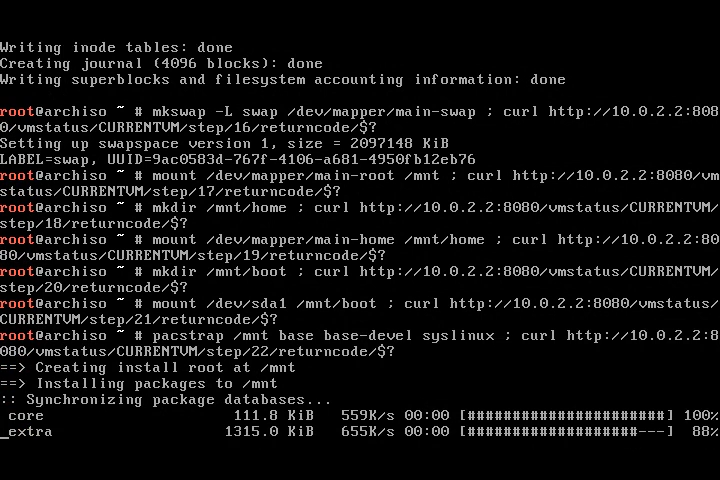 Writing inode tables: done
Creating journal (4096 blocks): done
Writing superblocks and filesystem accounting information: done
root@archiso ~ # mkswap -L swap /dev/mapper/main-swap ; curl http://10.0.2.2:808
0/vmstatus/CURRENTVM/step/16/returncode/$?
Setting up swapspace version 1, size = 2097148 KiB
LABEL=swap, UUID=9ac0583d-767f-4106-a681-4950fb12eb76
root@archiso ~ # mount /dev/mapper/main-root /mnt ; curl http://10.0.2.2:8080/vm
status/CURRENTVM/step/17/returncode/$?
root@archiso ~ # mkdir /mnt/home ; curl http://10.0.2.2:8080/vmstatus/CURRENTVM/
step/18/returncode/$?
root@archiso ~ # mount /dev/mapper/main-home /mnt/home ; curl http://10.0.2.2:80
80/vmstatus/CURRENTVM/step/19/returncode/$?
root@archiso ~ # mkdir /mnt/boot ; curl http://10.0.2.2:8080/vmstatus/CURRENTVM/
step/20/returncode/$?
root@archiso ~ # mount /dev/sda1 /mnt/boot ; curl http://10.0.2.2:8080/vmstatus/
CURRENTVM/step/21/returncode/$?
root@archiso ~ # pacstrap /mnt base base-devel syslinux ; curl http://10.0.2.2:8
080/vmstatus/CURRENTVM/step/22/returncode/$?
==> Creating install root at /mnt
==> Installing packages to /mnt
:: Synchronizing package databases...
 core 111.8 KiB 559K/s 00:00 [######################] 100%
_extra 1315.0 KiB 655K/s 00:00 [###################---] 88%